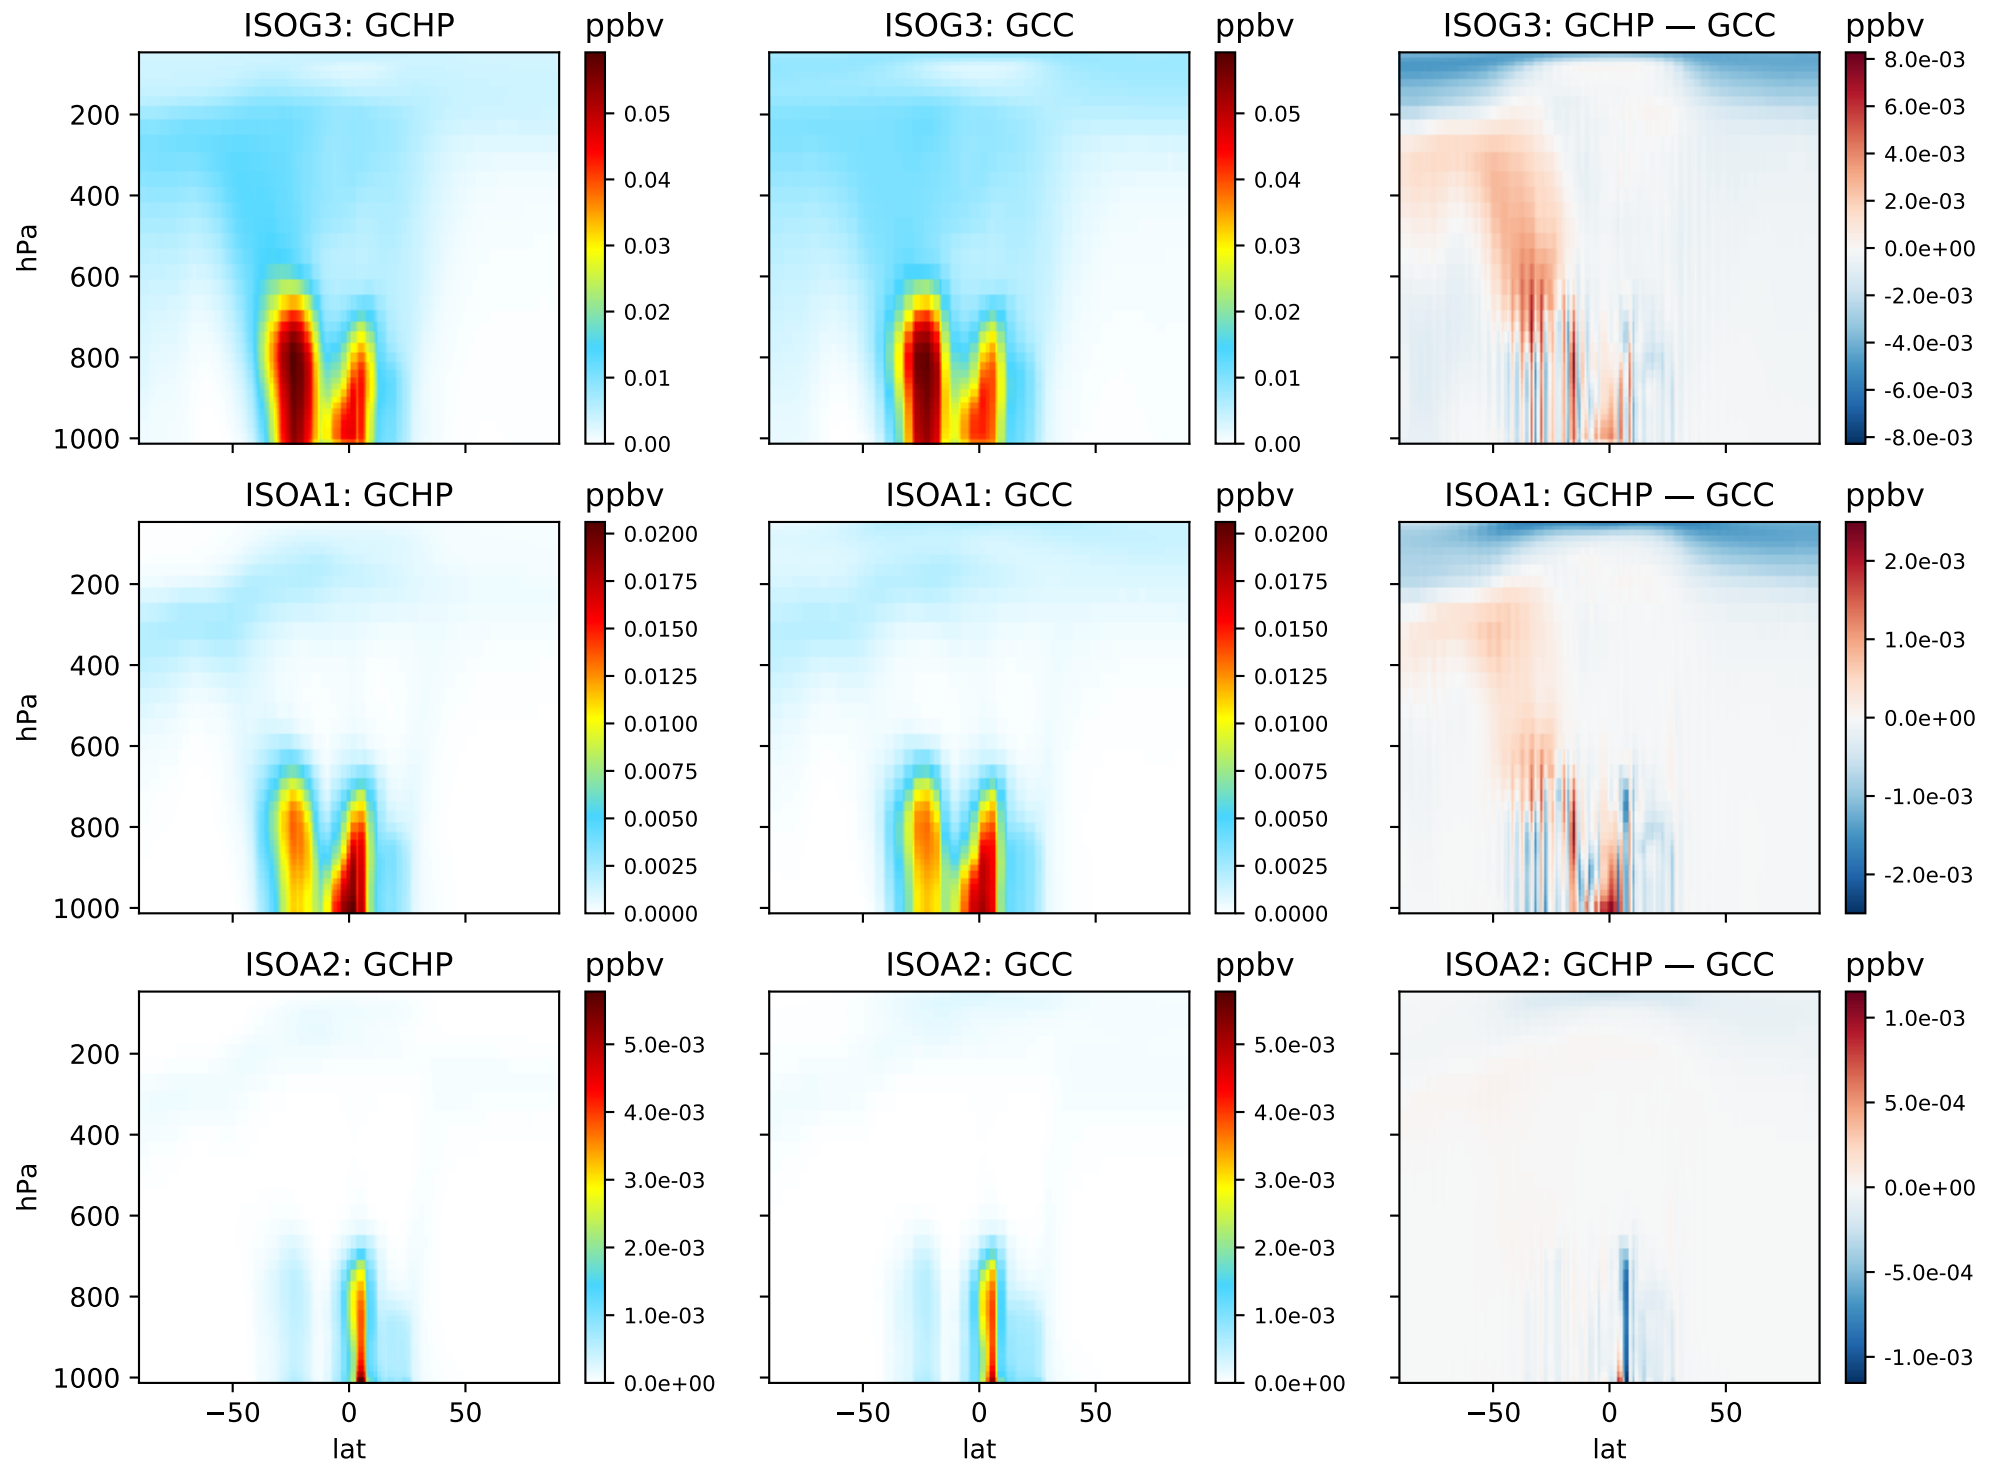 ISOG3: GCHP ppbv ISOG3: GCC ppbv ISOG3: GCHP — GCC ppbv
hPa
200
400
600
800
1000
0.05
0.04
0.03
0.02
0.01
0.00
0.05
0.04
0.03
0.02
0.01
0.00
8.0e-03
6.0e-03
4.0e-03
2.0e-03
0.0e+00
-2.0e-03
-4.0e-03
-6.0e-03
-8.0e-03
ISOA1: GCHP ppbv ISOA1: GCC ppbv ISOA1: GCHP — GCC ppbv
hPa
200
400
600
800
1000
0.0200
0.0175
0.0150
0.0125
0.0100
0.0075
0.0050
0.0025
0.0000
0.0200
0.0175
0.0150
0.0125
0.0100
0.0075
0.0050
0.0025
0.0000
2.0e-03
1.0e-03
0.0e+00
-1.0e-03
-2.0e-03
ISOA2: GCHP ppbv ISOA2: GCC ppbv ISOA2: GCHP — GCC ppbv
hPa
200
400
600
800
1000
5.0e-03
4.0e-03
3.0e-03
2.0e-03
1.0e-03
0.0e+00
5.0e-03
4.0e-03
3.0e-03
2.0e-03
1.0e-03
0.0e+00
1.0e-03
5.0e-04
0.0e+00
-5.0e-04
-1.0e-03
−50 0 50 −50 0 50 −50 0 50
lat lat lat